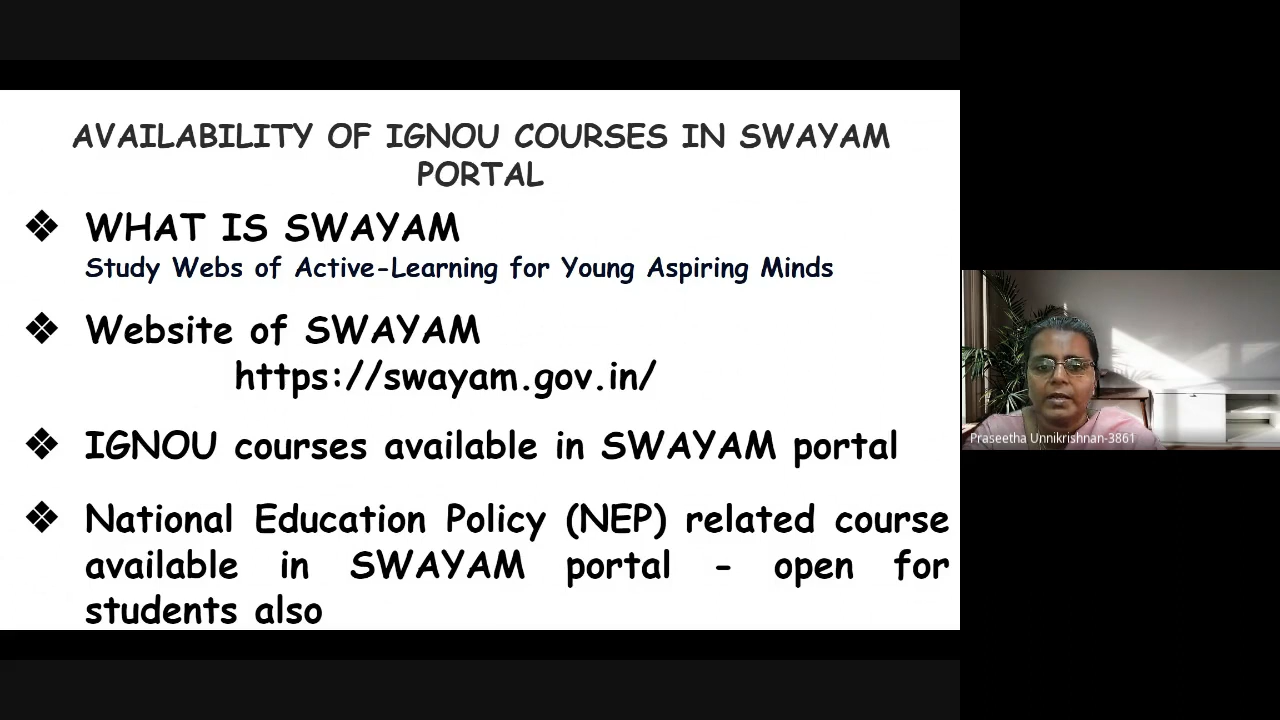 AVAILABILITY OF IGNOU COURSES IN SWAYAM
PORTAL
❖ WHAT IS SWAYAM
Study Webs of Active-Learning for Young Aspiring Minds
❖ Website of SWAYAM
https://swayam.gov.in/
❖ IGNOU courses available in SWAYAM portal
❖ National Education Policy (NEP) related course
available in SWAYAM portal - open for
students also
Praseetha Unnikrishnan-3861